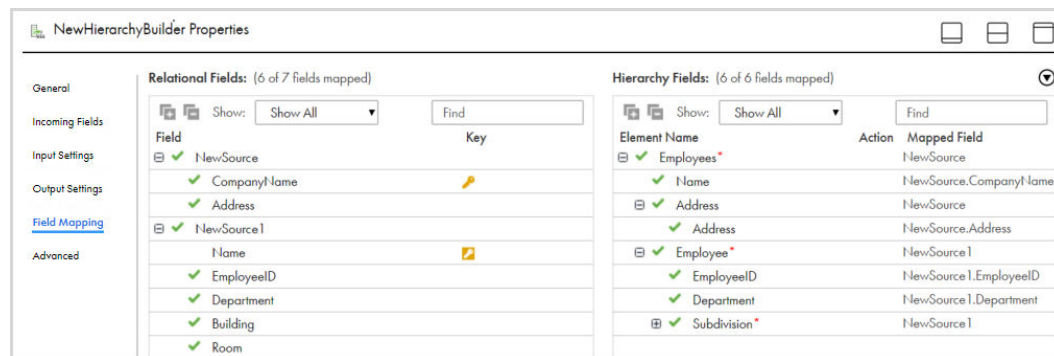 NewHierarchyBuilder Properties
General
Incoming Fields
Input Settings
Output Settings
Field Mapping
Advanced
Relational Fields: (6 of 7 fields mapped)
Show: Show All Find
Field Key
NewSource
CompanyName
Address
NewSource1
Name
EmployeeID
Department
Building
Room
Hierarchy Fields: (6 of 6 fields mapped)
Show: Show All Find
Element Name Action Mapped Field
Employees* NewSource
Name NewSource.CompanyName
Address NewSource
Address NewSource.Address
Employee* NewSource1
EmployeeID NewSource1.EmployeeID
Department NewSource1.Department
Subdivision* NewSource1